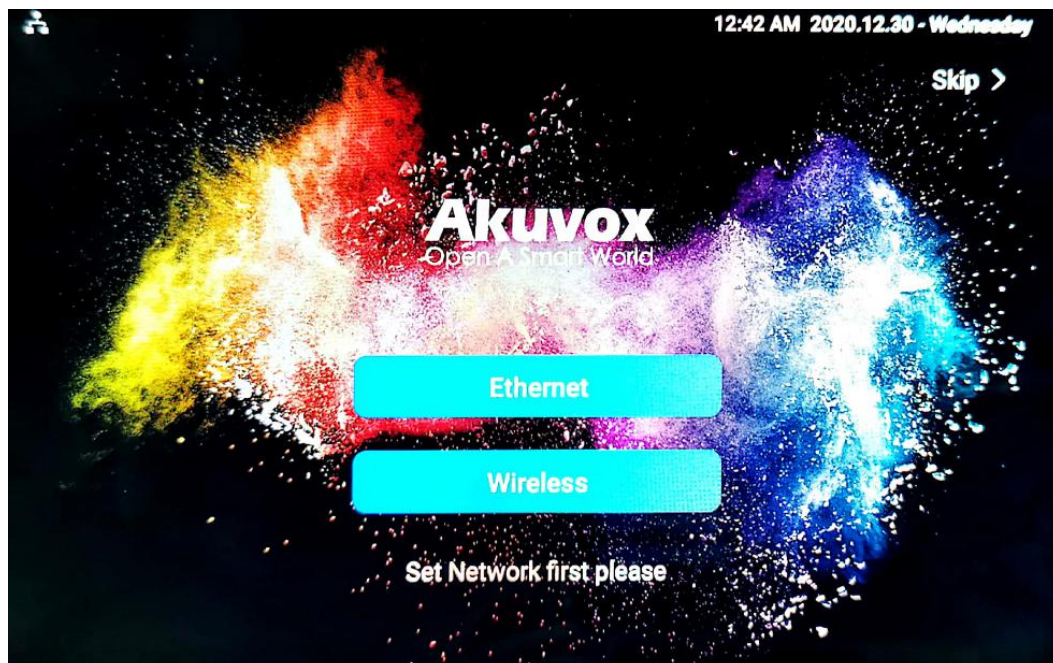 12:42 AM 2020.12.30 - Wednesday
Skip >
Akuvox
Open A Smart World
Ethernet
Wireless
Set Network first please